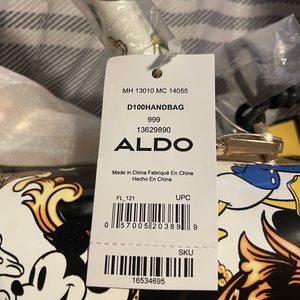 MH 13010 MC 14055
D100HANDBAG
999
13629890
ALDO
Made in China Fabriqué En Chine
Hecho En China
FL_121 UPC
0 57005 20389 9
SKU
16534695